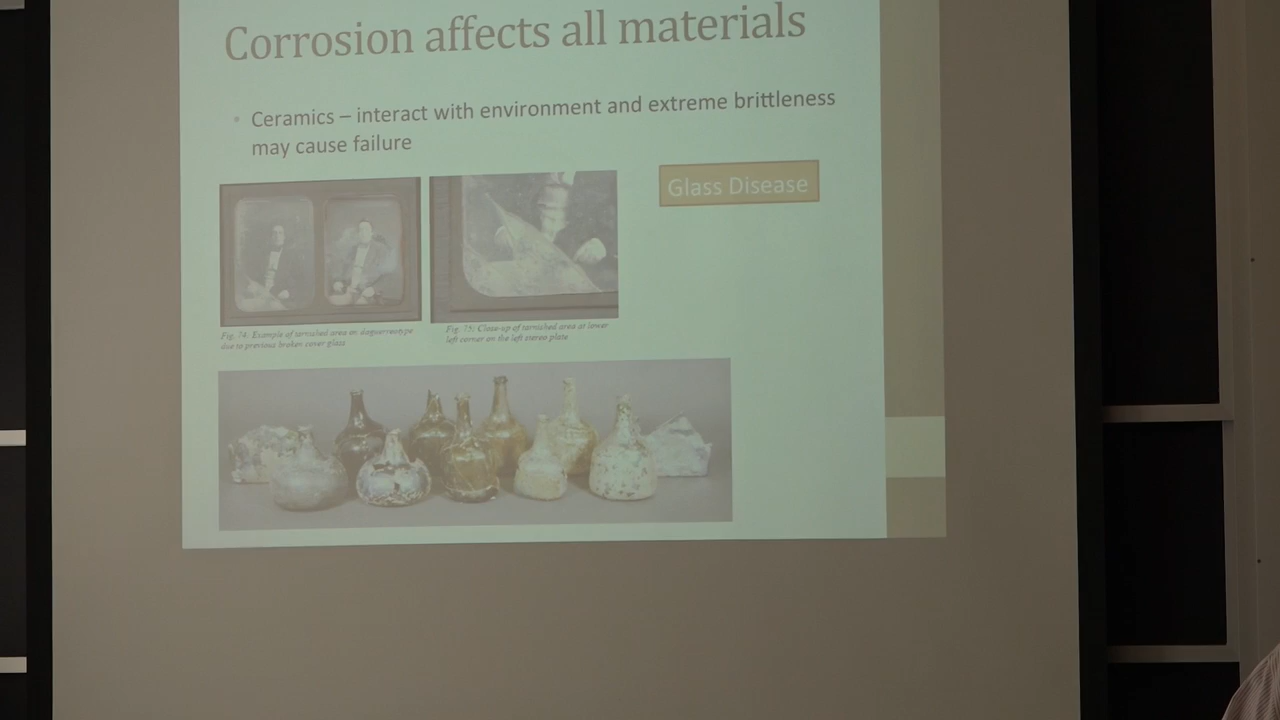 Corrosion affects all materials
• Ceramics – interact with environment and extreme brittleness
may cause failure
Glass Disease
Fig. 74: Example of tarnished area on daguerreotype
due to previous broken cover glass
Fig. 75: Close-up of tarnished area at lower
left corner on the left stereo plate